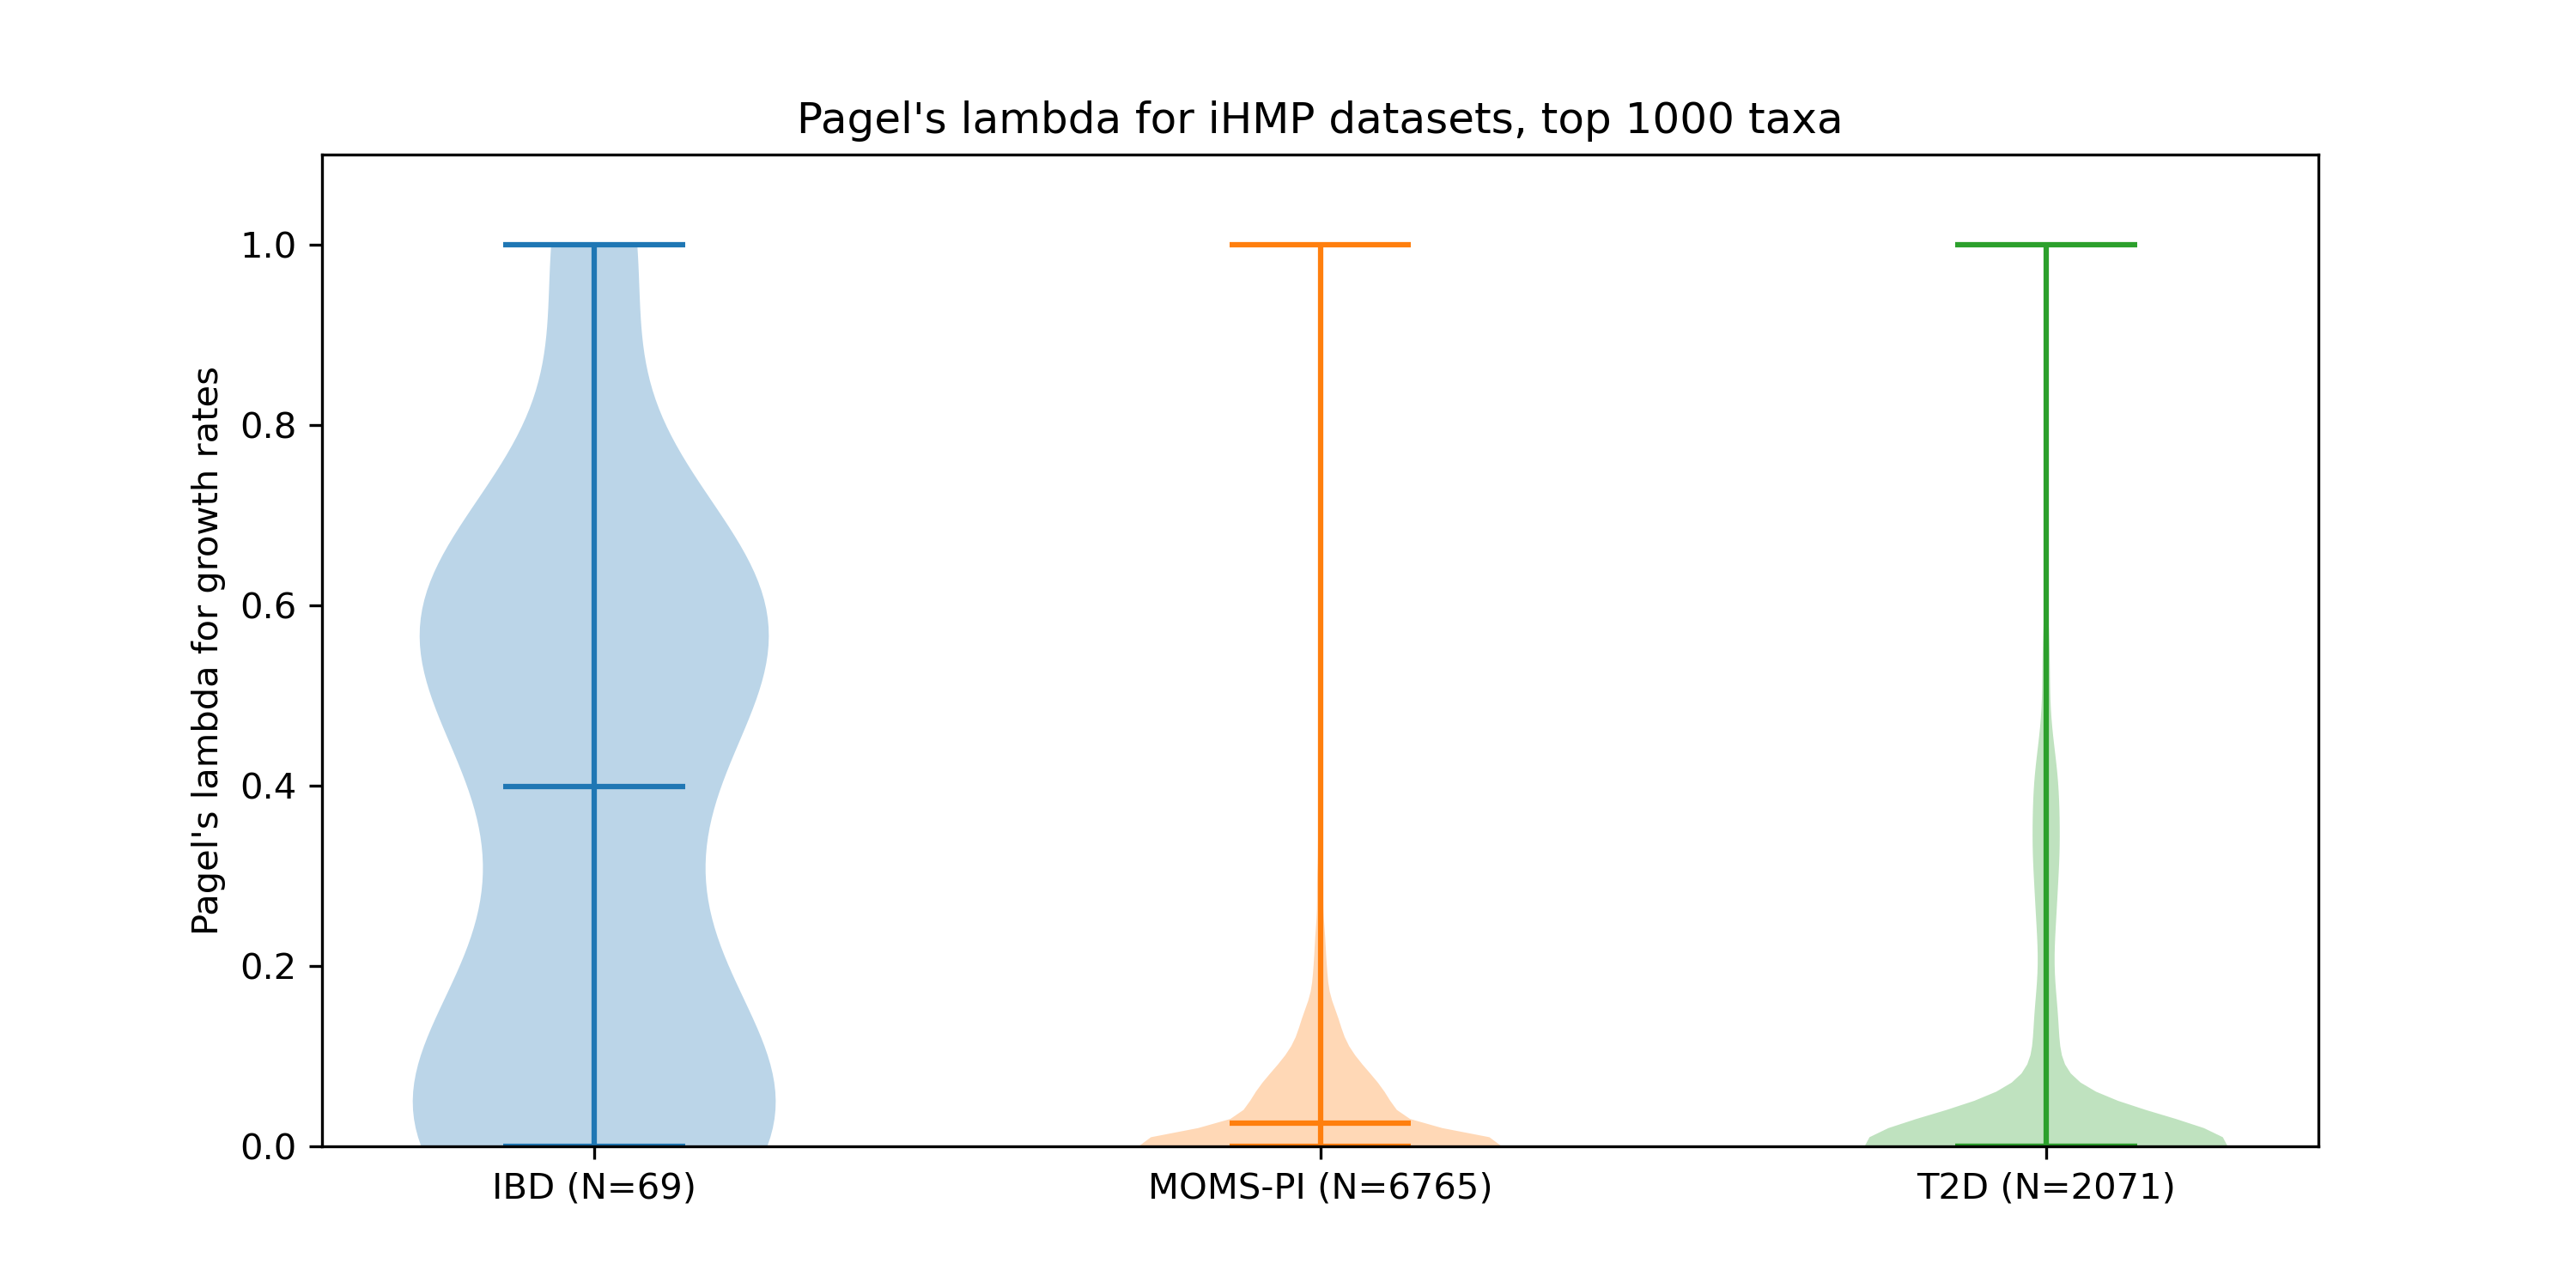 Pagel's lambda for iHMP datasets, top 1000 taxa
Pagel's lambda for growth rates
1.0
0.8
0.6
0.4
0.2
0.0
IBD (N=69)
MOMS-PI (N=6765)
T2D (N=2071)